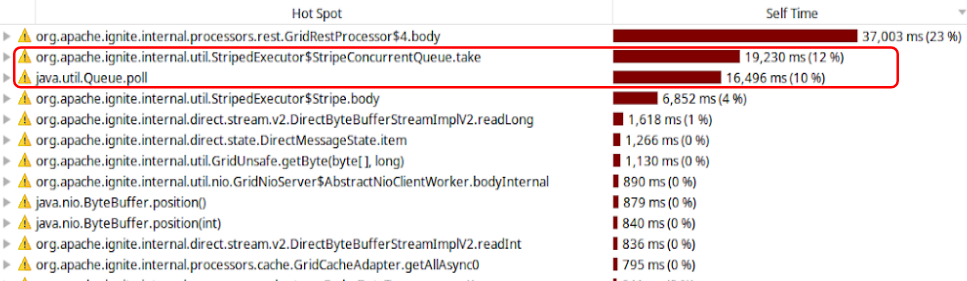 Hot Spot Self Time
org.apache.ignite.internal.processors.rest.GridRestProcessor$4.body 37,003 ms (23 %)
org.apache.ignite.internal.util.StripedExecutor$StripeConcurrentQueue.take 19,230 ms (12 %)
java.util.Queue.poll 16,496 ms (10 %)
org.apache.ignite.internal.util.StripedExecutor$Stripe.body 6,852 ms (4 %)
org.apache.ignite.internal.direct.stream.v2.DirectByteBufferStreamImplV2.readLong 1,618 ms (1 %)
org.apache.ignite.internal.direct.state.DirectMessageState.item 1,266 ms (0 %)
org.apache.ignite.internal.util.GridUnsafe.getByte(byte[ ], long) 1,130 ms (0 %)
org.apache.ignite.internal.util.nio.GridNioServer$AbstractNioClientWorker.bodyInternal 890 ms (0 %)
java.nio.ByteBuffer.position() 879 ms (0 %)
java.nio.ByteBuffer.position(int) 840 ms (0 %)
org.apache.ignite.internal.direct.stream.v2.DirectByteBufferStreamImplV2.readInt 836 ms (0 %)
org.apache.ignite.internal.processors.cache.GridCacheAdapter.getAllAsync0 795 ms (0 %)